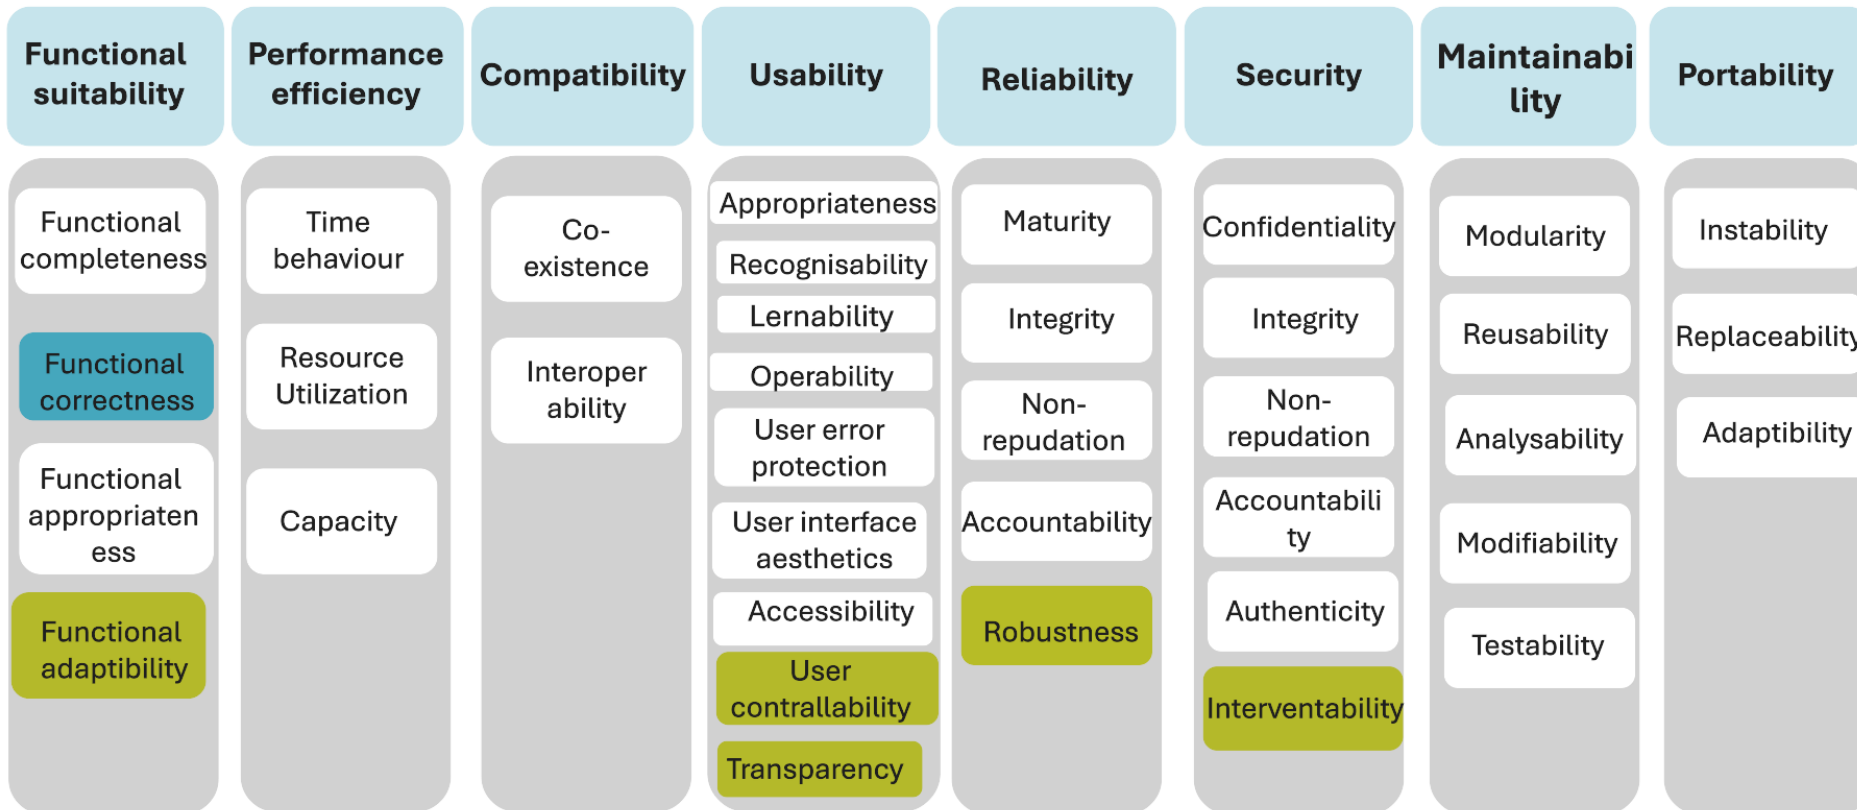 Functional
suitability
Performance
efficiency
Compatibility
Usability
Reliability
Security
Maintainabi
lity
Portability
Functional
completeness
Functional
correctness
Functional
appropriaten
ess
Functional
adaptibility
Time
behaviour
Resource
Utilization
Capacity
Co-
existence
Interoper
ability
Appropriateness
Recognisability
Lernability
Operability
User error
protection
User interface
aesthetics
Accessibility
User
contrallability
Transparency
Maturity
Integrity
Non-
repudation
Accountability
Robustness
Confidentiality
Integrity
Non-
repudation
Accountabili
ty
Authenticity
Interventability
Modularity
Reusability
Analysability
Modifiability
Testability
Instability
Replaceability
Adaptibility